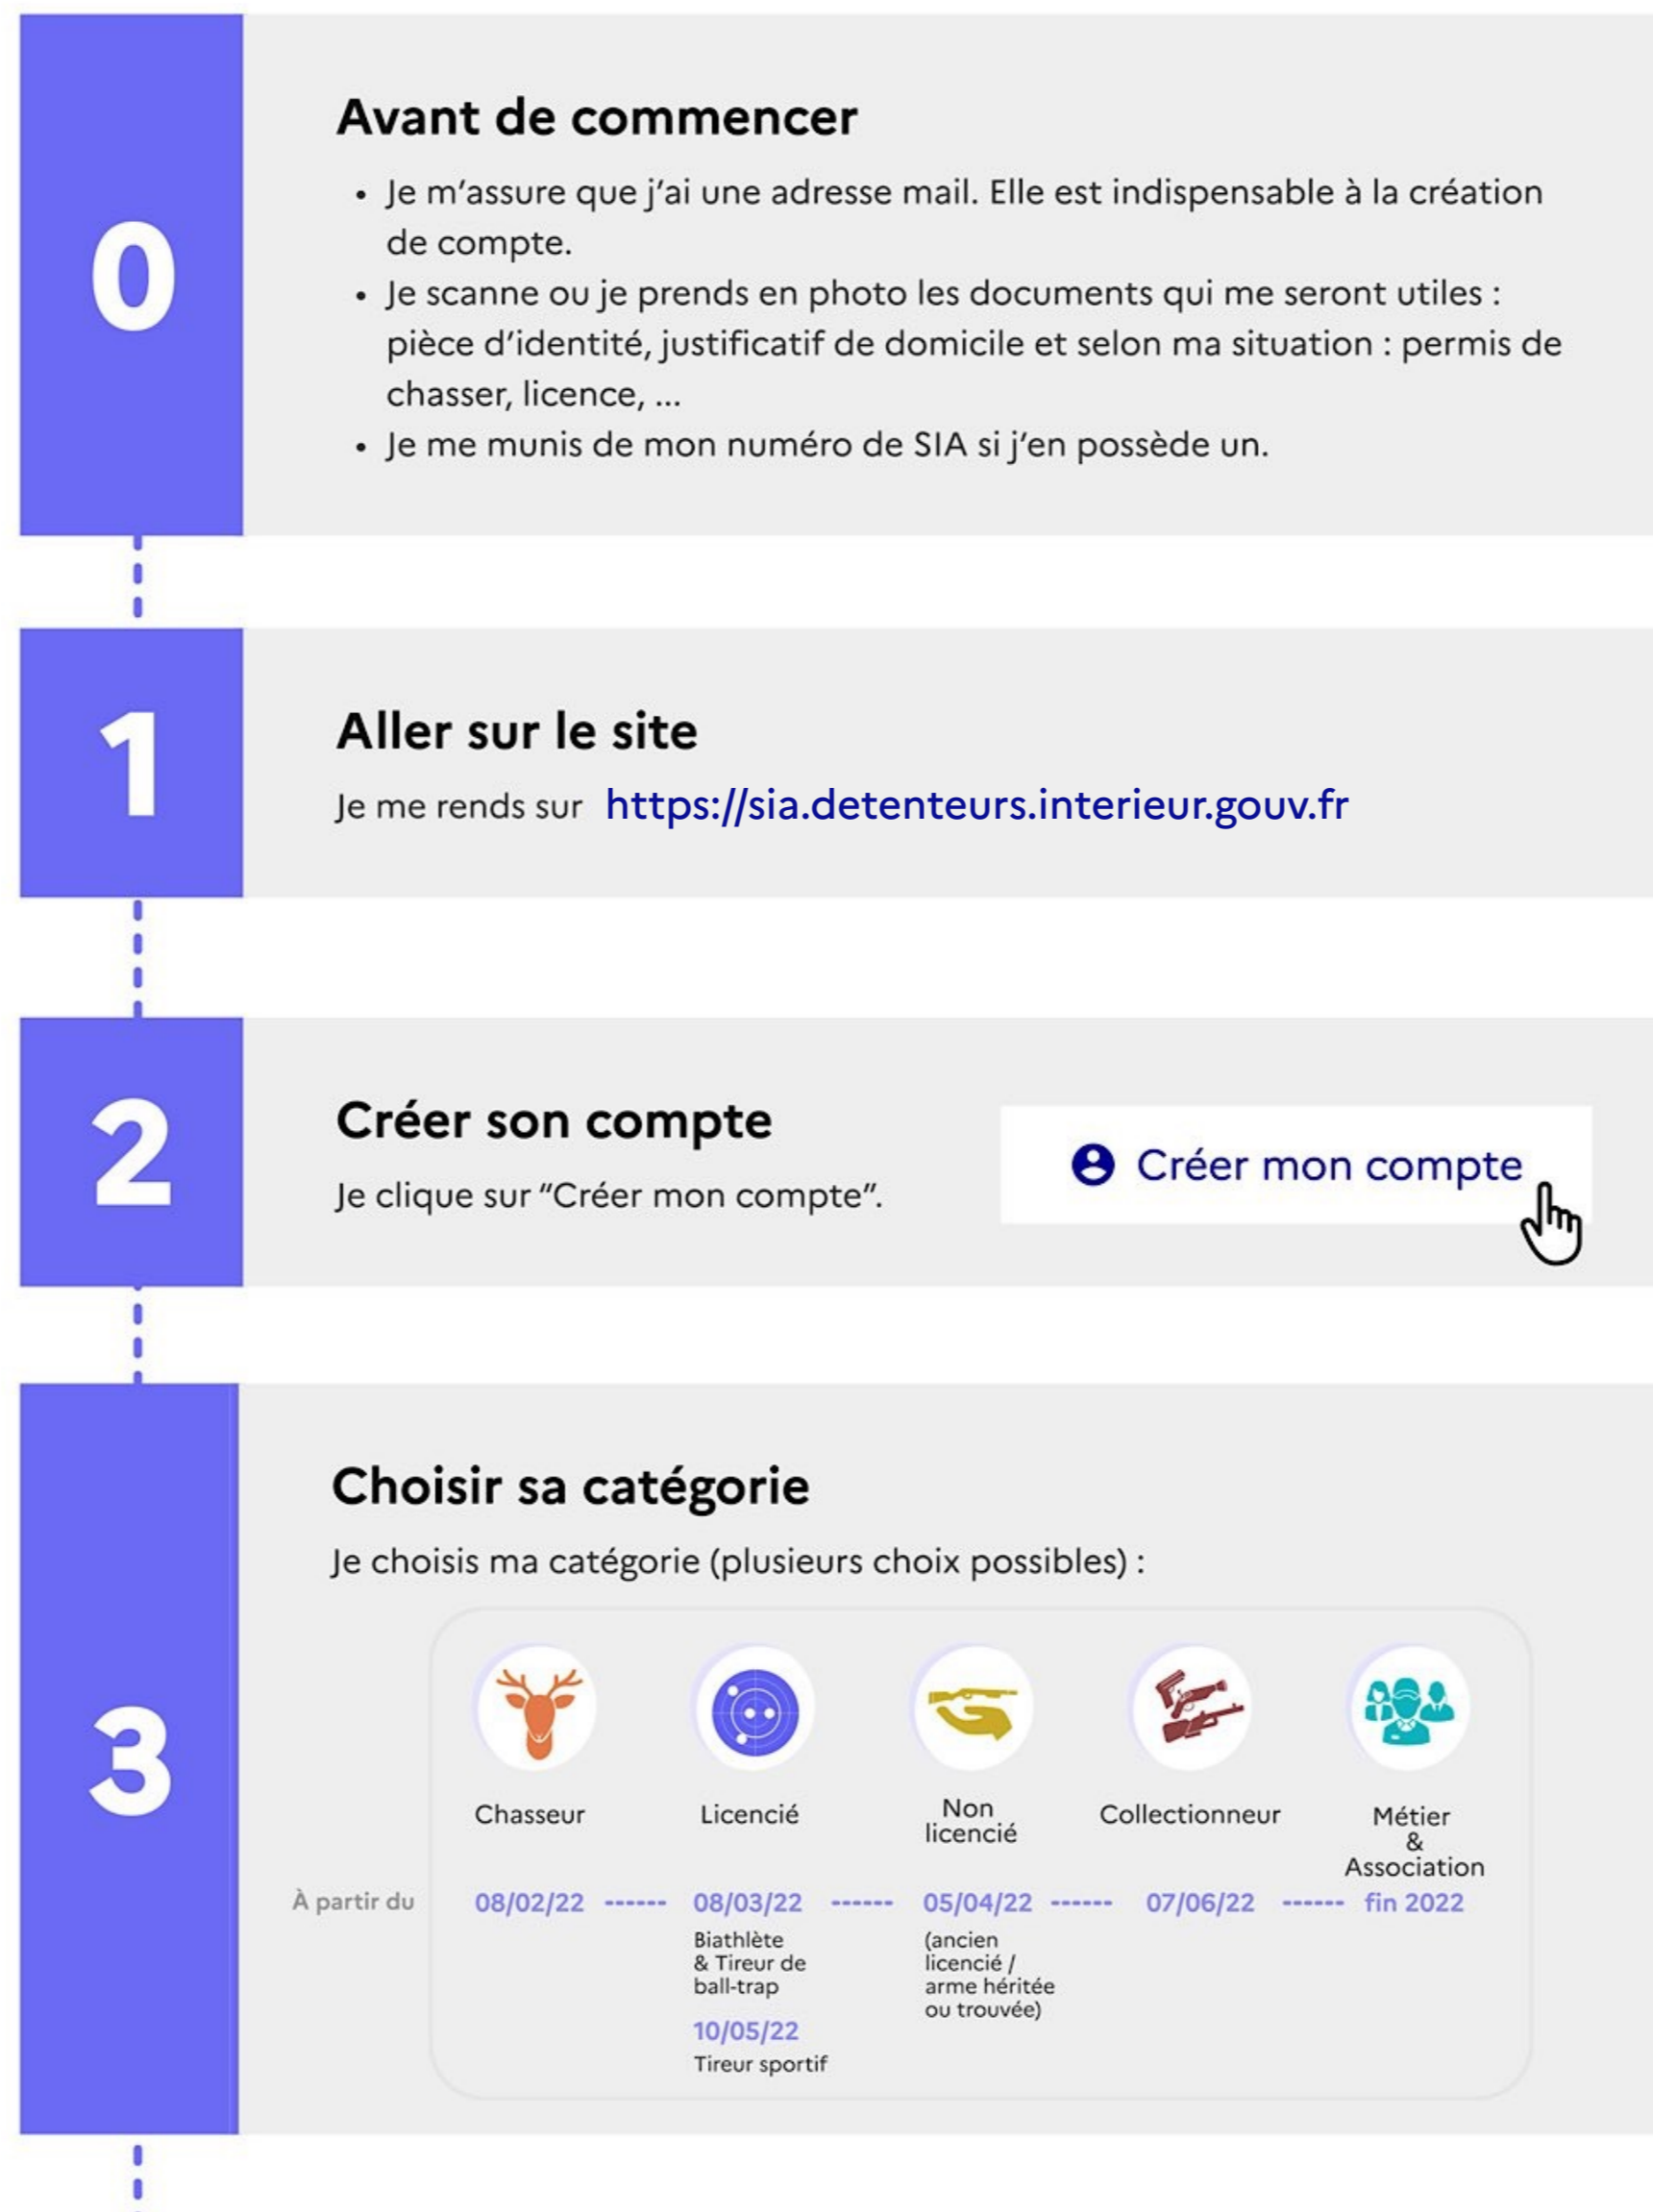 0
Avant de commencer
• Je m'assure que j'ai une adresse mail. Elle est indispensable à la création
de compte.
• Je scanne ou je prends en photo les documents qui me seront utiles :
pièce d'identité, justificatif de domicile et selon ma situation : permis de
chasser, licence, ...
• Je me munis de mon numéro de SIA si j'en possède un.
1
Aller sur le site
Je me rends sur https://sia.detenteurs.interieur.gouv.fr
2
Créer son compte
Je clique sur "Créer mon compte".
Créer mon compte
3
Choisir sa catégorie
Je choisis ma catégorie (plusieurs choix possibles) :
Chasseur
Licencié
Non
licencié
Collectionneur
Métier
&
Association
À partir du
08/02/22 ------ 08/03/22 ------ 05/04/22 ------ 07/06/22 ------ fin 2022
Biathlète
& Tireur de
ball-trap
10/05/22
Tireur sportif
(ancien
licencié /
arme héritée
ou trouvée)